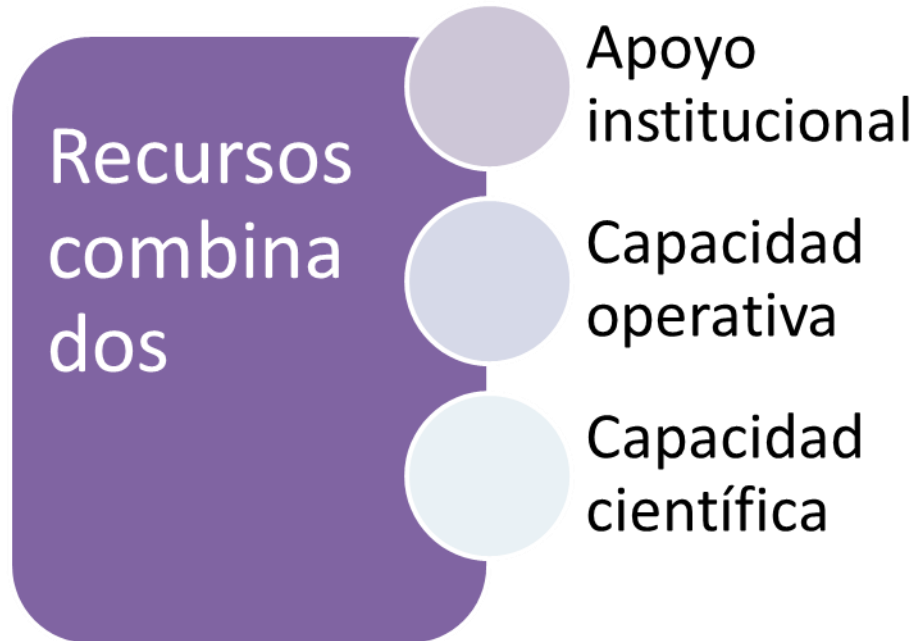 Recursos
combina
dos
Apoyo
institucional
Capacidad
operativa
Capacidad
científica